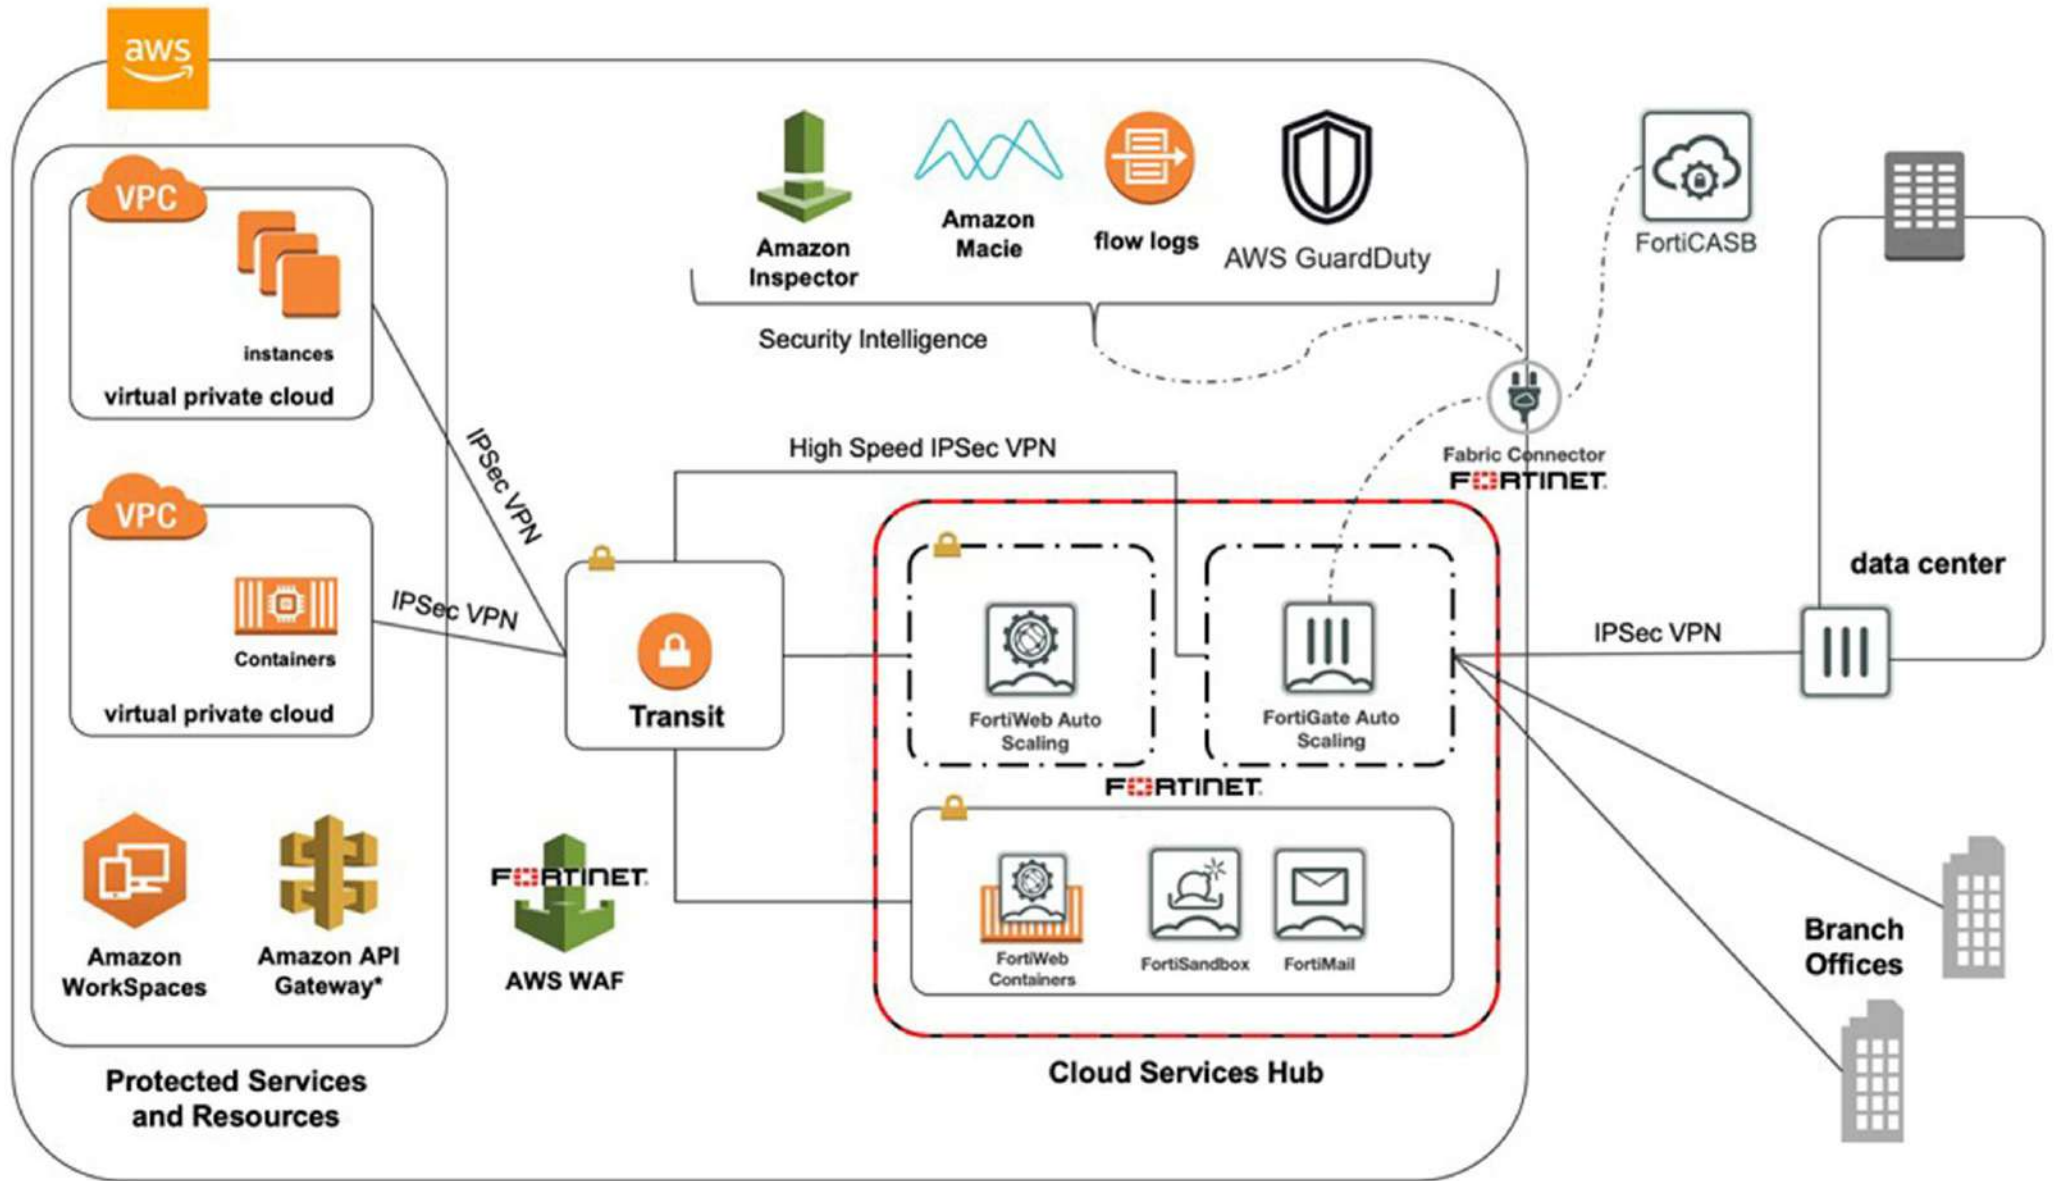 aws
VPC
instances
virtual private cloud
VPC
Containers
virtual private cloud
Amazon
WorkSpaces
Amazon API
Gateway*
Protected Services
and Resources
IPSec VPN
IPSec VPN
FORTINET
AWS WAF
Transit
High Speed IPSec VPN
Amazon
Inspector
Amazon
Macie
flow logs
AWS GuardDuty
Security Intelligence
FortiCASB
Fabric Connector
FORTINET
FortiWeb Auto
Scaling
FortiGate Auto
Scaling
FORTINET
FortiWeb
Containers
FortiSandbox
FortiMail
Cloud Services Hub
IPSec VPN
data center
Branch
Offices